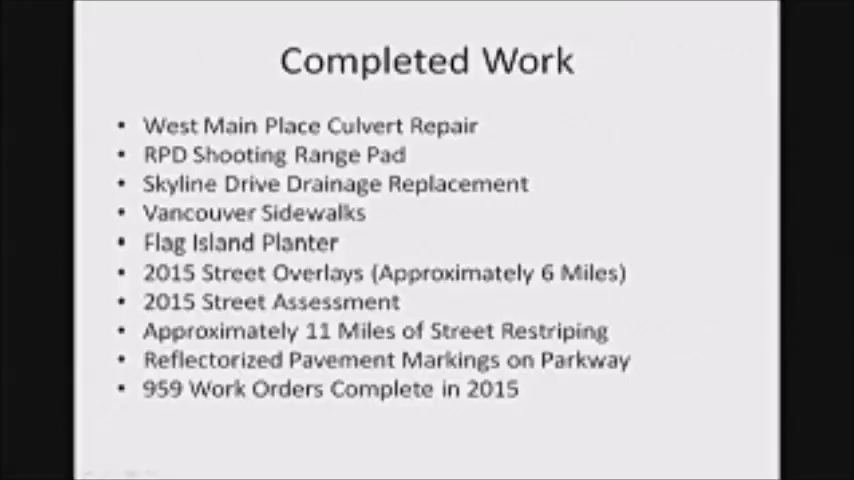 Completed Work
• West Main Place Culvert Repair
• RPD Shooting Range Pad
• Skyline Drive Drainage Replacement
• Vancouver Sidewalks
• Flag Island Planter
• 2015 Street Overlays (Approximately 6 Miles)
• 2015 Street Assessment
• Approximately 11 Miles of Street Restriping
• Reflectorized Pavement Markings on Parkway
• 959 Work Orders Complete in 2015